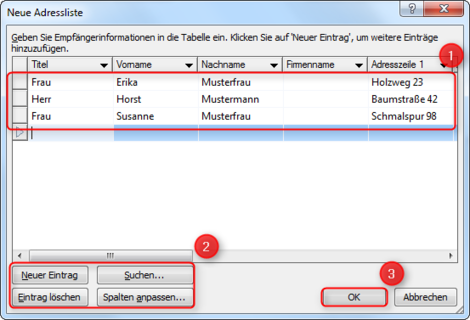 Neue Adressliste
Geben Sie Empfängerinformationen in die Tabelle ein. Klicken Sie auf 'Neuer Eintrag', um weitere Einträge
hinzuzufügen.
Titel Vorname Nachname Firmenname Adresszeile 1
1
Frau Erika Musterfrau Holzweg 23
Herr Horst Mustermann Baumstraße 42
Frau Susanne Musterfrau Schmalspur 98
2
Neuer Eintrag Suchen...
3
Eintrag löschen Spalten anpassen... OK Abbrechen